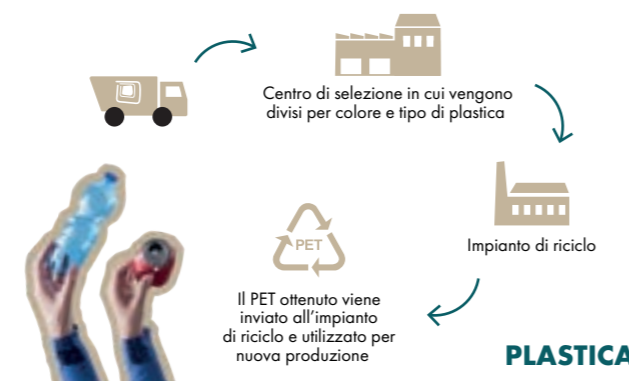 Centro di selezione in cui vengono
divisi per colore e tipo di plastica
Impianto di riciclo
PET
Il PET ottenuto viene
inviato all’impianto
di riciclo e utilizzato per
nuova produzione
PLASTICA